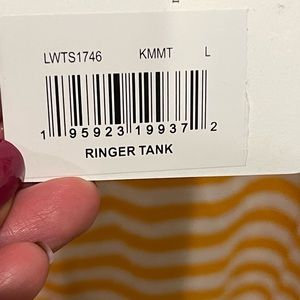 LWTS1746 KMMT L
1 95923 19937 2
RINGER TANK